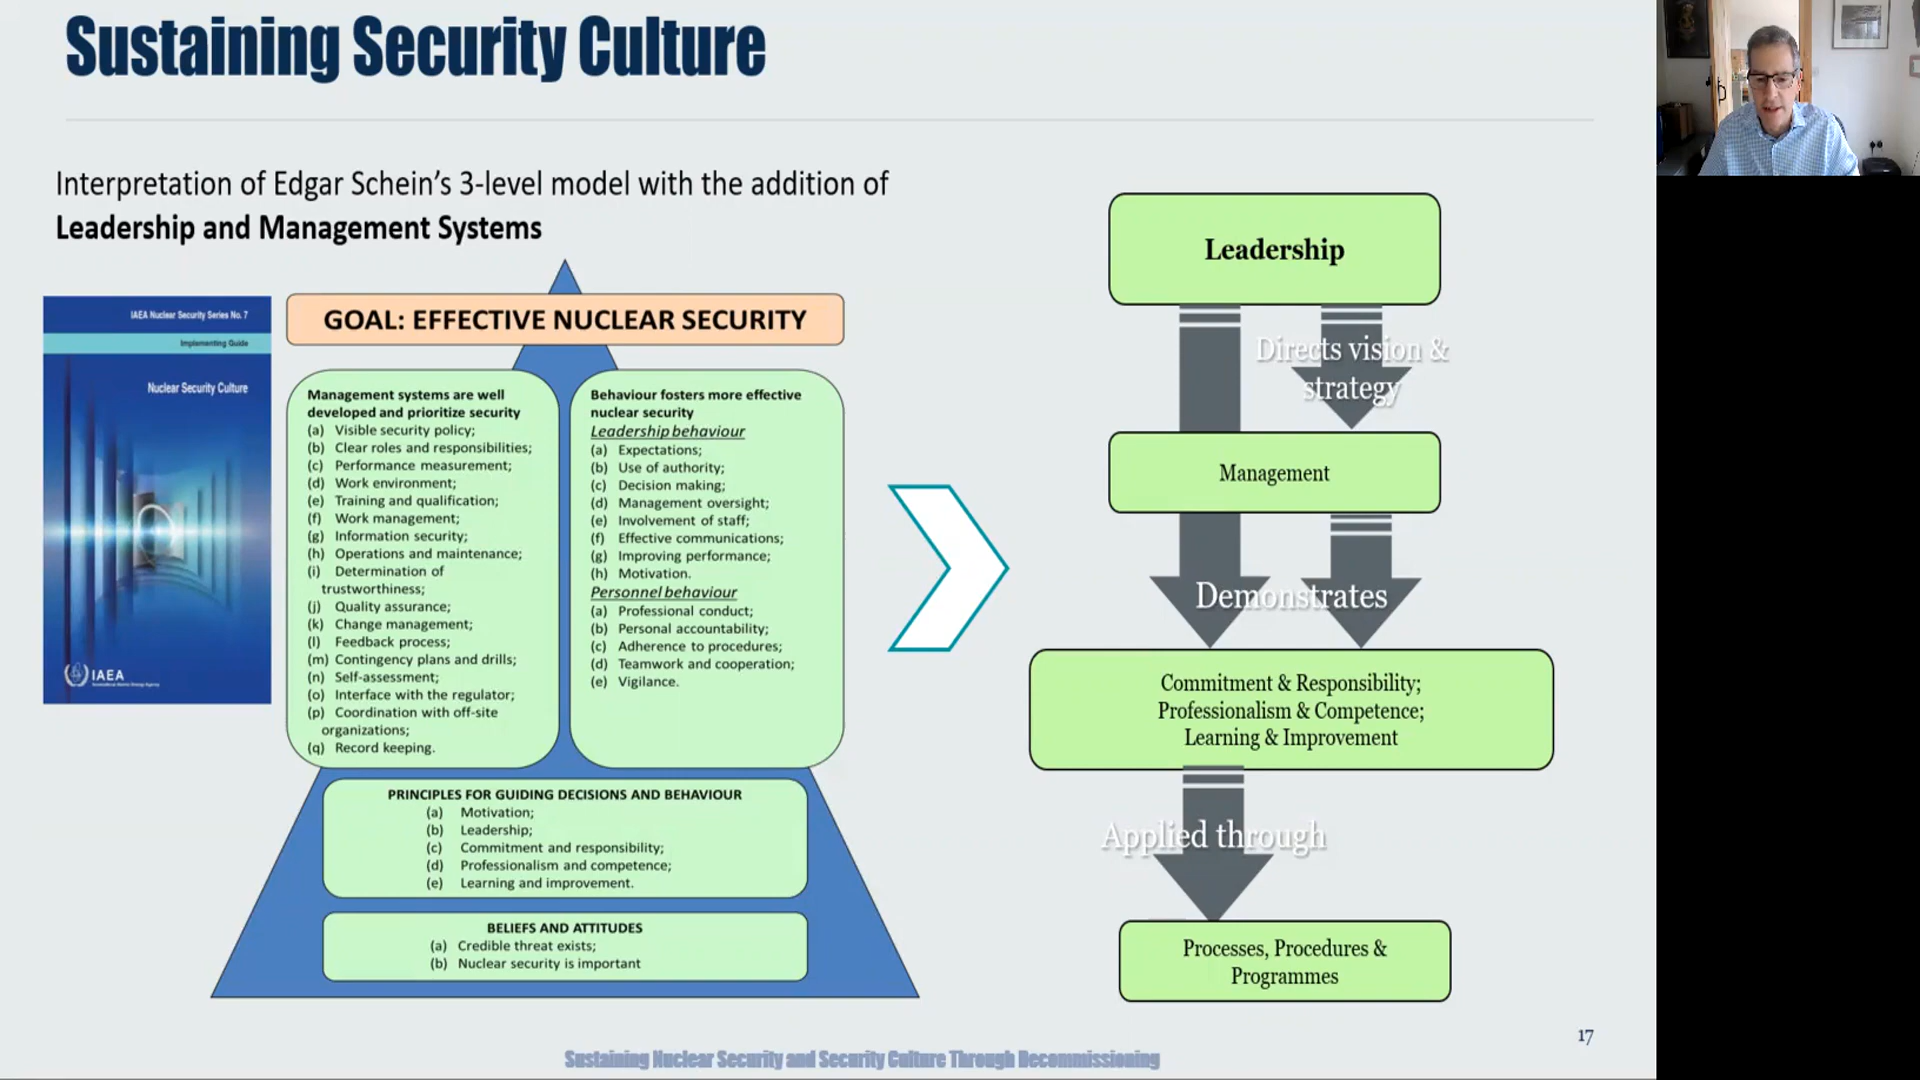 Sustaining Security Culture
Interpretation of Edgar Schein's 3-level model with the addition of
Leadership and Management Systems
IAEA Nuclear Security Series No. 7
Implementing Guide
Nuclear Security Culture
IAEA
International Atomic Energy Agency
GOAL: EFFECTIVE NUCLEAR SECURITY
Management systems are well
developed and prioritize security
(a) Visible security policy;
(b) Clear roles and responsibilities;
(c) Performance measurement;
(d) Work environment;
(e) Training and qualification;
(f) Work management;
(g) Information security;
(h) Operations and maintenance;
(i) Determination of
trustworthiness;
(j) Quality assurance;
(k) Change management;
(l) Feedback process;
(m) Contingency plans and drills;
(n) Self-assessment;
(o) Interface with the regulator;
(p) Coordination with off-site
organizations;
(q) Record keeping.
Behaviour fosters more effective
nuclear security
Leadership behaviour
(a) Expectations;
(b) Use of authority;
(c) Decision making;
(d) Management oversight;
(e) Involvement of staff;
(f) Effective communications;
(g) Improving performance;
(h) Motivation.
Personnel behaviour
(a) Professional conduct;
(b) Personal accountability;
(c) Adherence to procedures;
(d) Teamwork and cooperation;
(e) Vigilance.
PRINCIPLES FOR GUIDING DECISIONS AND BEHAVIOUR
(a) Motivation;
(b) Leadership;
(c) Commitment and responsibility;
(d) Professionalism and competence;
(e) Learning and improvement.
BELIEFS AND ATTITUDES
(a) Credible threat exists;
(b) Nuclear security is important
Leadership
Directs vision &
strategy
Management
Demonstrates
Commitment & Responsibility;
Professionalism & Competence;
Learning & Improvement
Applied through
Processes, Procedures &
Programmes
17
Sustaining Nuclear Security and Security Culture Through Decommissioning